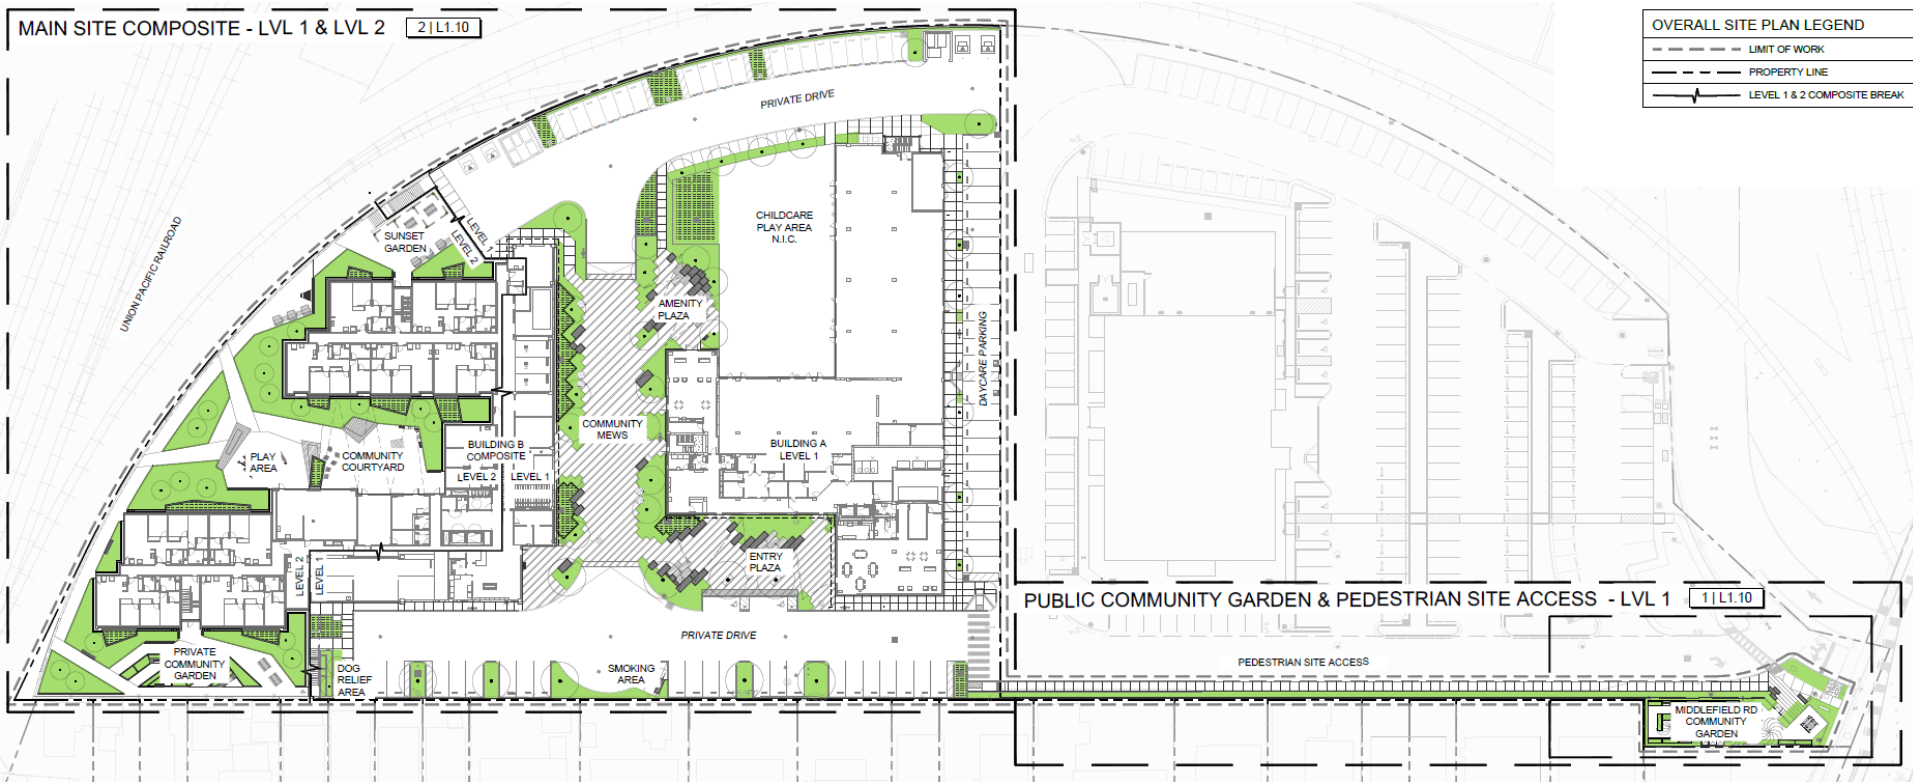 MAIN SITE COMPOSITE - LVL 1 & LVL 2
2 | L1.10
OVERALL SITE PLAN LEGEND
LIMIT OF WORK
PROPERTY LINE
LEVEL 1 & 2 COMPOSITE BREAK
PRIVATE DRIVE
UNION PACIFIC RAILROAD
SUNSET
GARDEN
LEVEL 1
LEVEL 2
CHILDCARE
PLAY AREA
N.I.C.
AMENITY
PLAZA
DAYCARE PARKING
COMMUNITY
MEWS
BUILDING A
LEVEL 1
BUILDING B
COMPOSITE
LEVEL 2
LEVEL 1
PLAY
AREA
COMMUNITY
COURTYARD
ENTRY
PLAZA
LEVEL 2
LEVEL 1
PRIVATE DRIVE
PRIVATE
COMMUNITY
GARDEN
DOG
RELIEF
AREA
SMOKING
AREA
PUBLIC COMMUNITY GARDEN & PEDESTRIAN SITE ACCESS - LVL 1
1 | L1.10
PEDESTRIAN SITE ACCESS
MIDDLEFIELD RD
COMMUNITY
GARDEN